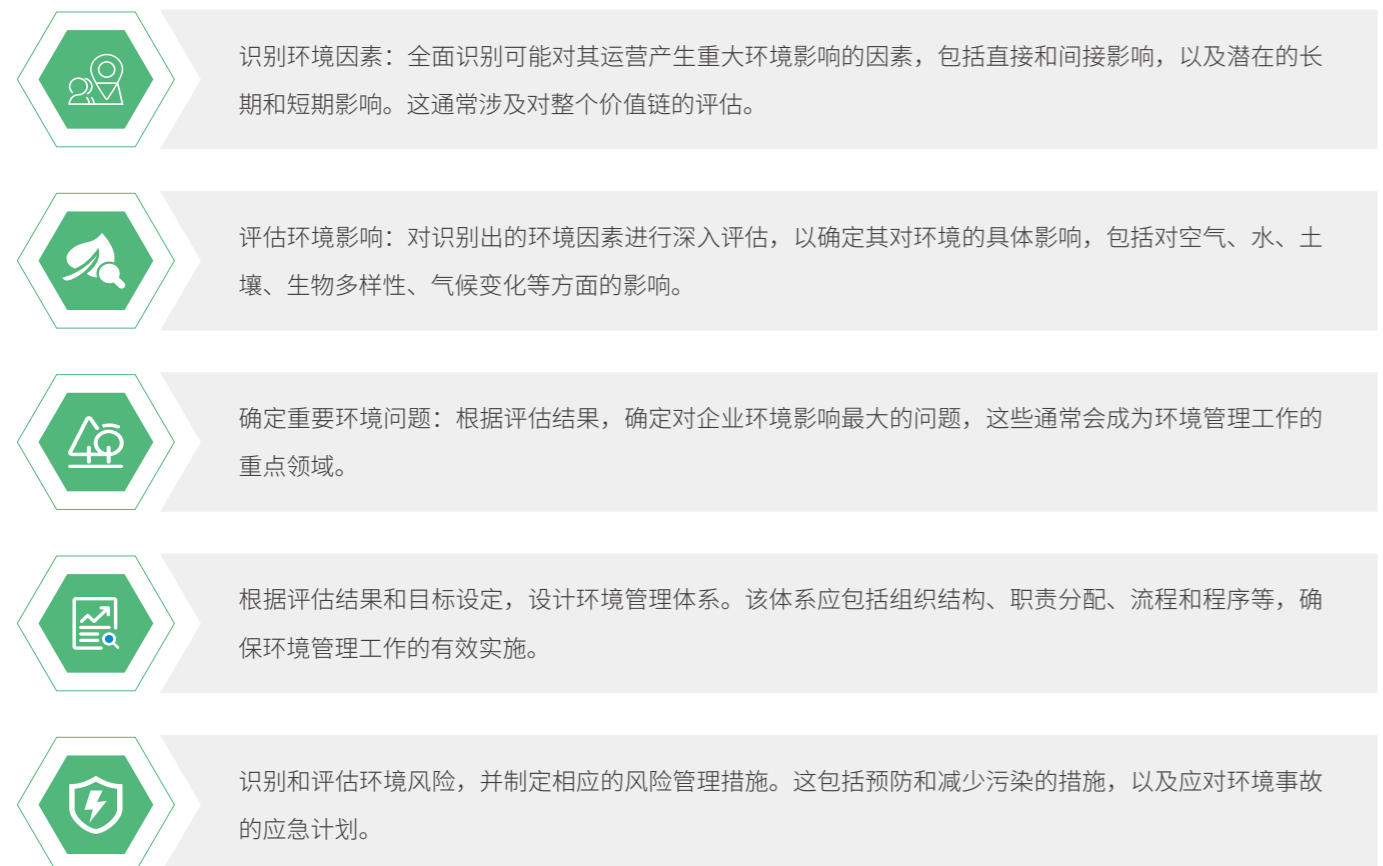 识别环境因素：全面识别可能对其运营产生重大环境影响的因素，包括直接和间接影响，以及潜在的长
期和短期影响。这通常涉及对整个价值链的评估。
评估环境影响：对识别出的环境因素进行深入评估，以确定其对环境的具体影响，包括对空气、水、土
壤、生物多样性、气候变化等方面的影响。
确定重要环境问题：根据评估结果，确定对企业环境影响最大的问题，这些通常会成为环境管理工作的
重点领域。
根据评估结果和目标设定，设计环境管理体系。该体系应包括组织结构、职责分配、流程和程序等，确
保环境管理工作的有效实施。
识别和评估环境风险，并制定相应的风险管理措施。这包括预防和减少污染的措施，以及应对环境事故
的应急计划。